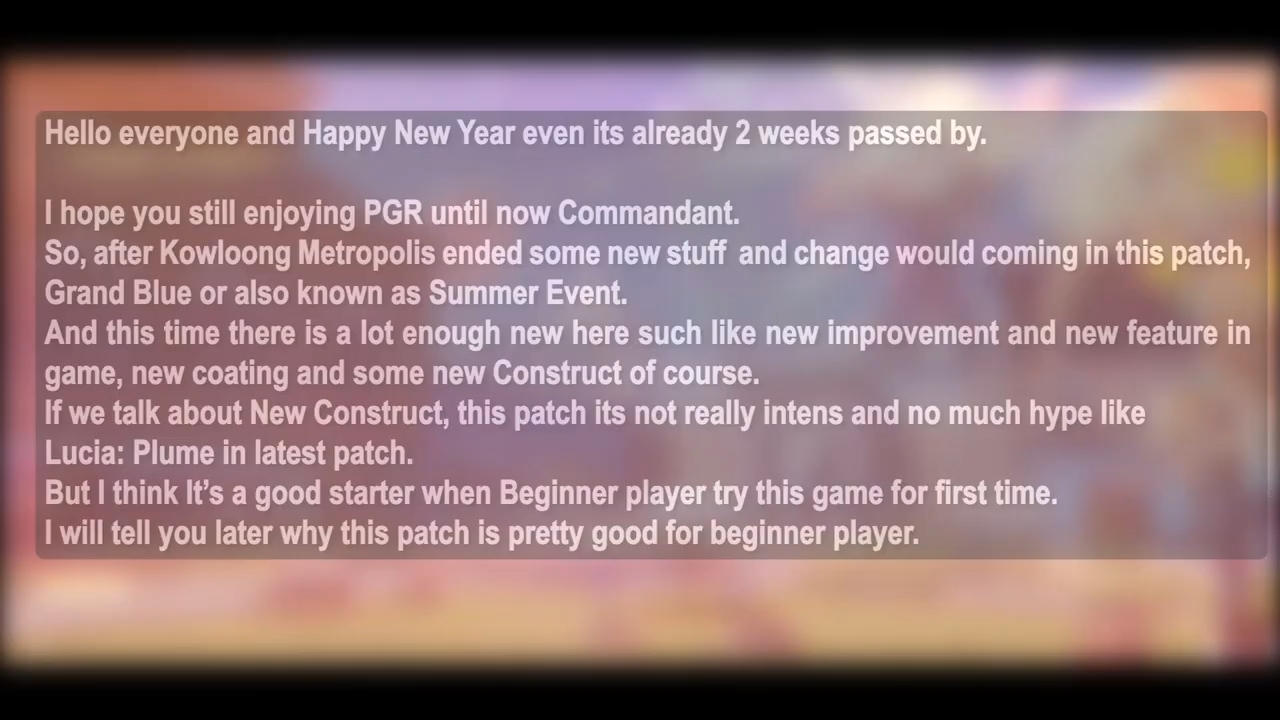 Hello everyone and Happy New Year even its already 2 weeks passed by.
I hope you still enjoying PGR until now Commandant.
So, after Kowloong Metropolis ended some new stuff and change would coming in this patch,
Grand Blue or also known as Summer Event.
And this time there is a lot enough new here such like new improvement and new feature in
game, new coating and some new Construct of course.
If we talk about New Construct, this patch its not really intens and no much hype like
Lucia: Plume in latest patch.
But I think It’s a good starter when Beginner player try this game for first time.
I will tell you later why this patch is pretty good for beginner player.